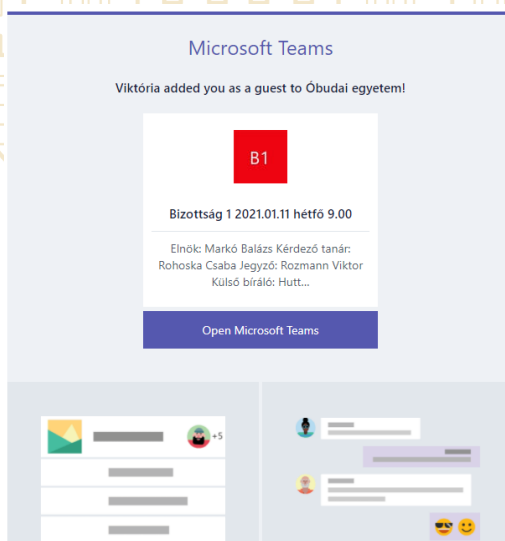 Microsoft Teams
Viktória added you as a guest to Óbudai egyetem!
B1
Bizottság 1 2021.01.11 hétfő 9.00
Elnök: Markó Balázs Kérdező tanár:
Rohoska Csaba Jegyző: Rozmann Viktor
Külső bíráló: Hutt...
Open Microsoft Teams
+5